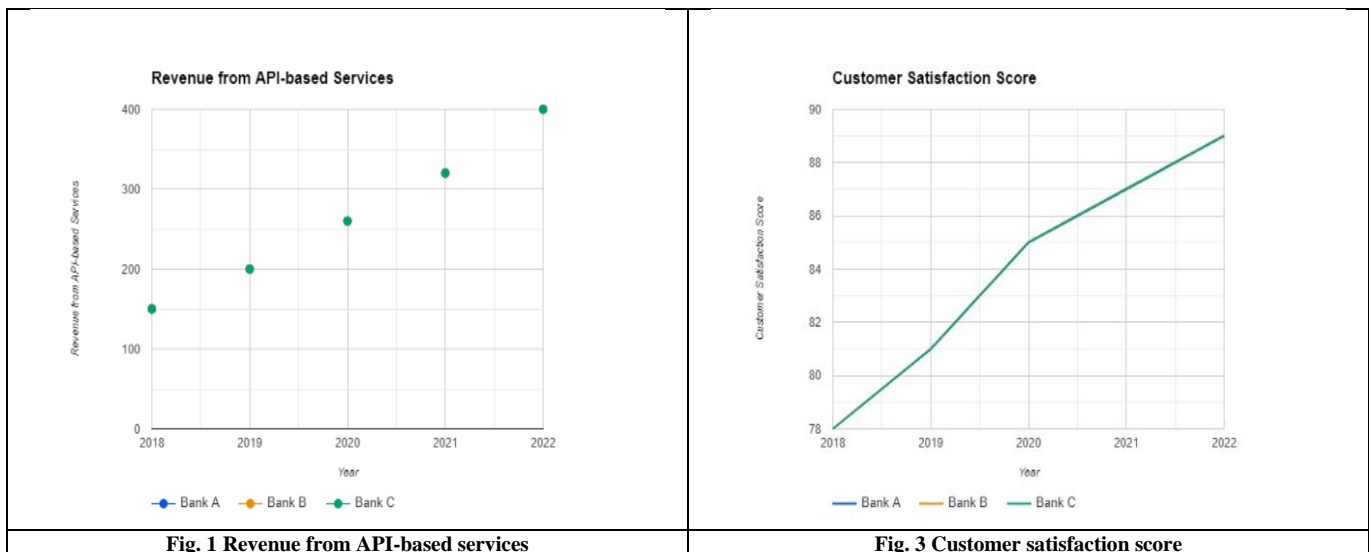 Revenue from API-based Services
400
300
200
100
0
Revenue from API-based Services
2018 2019 2020 2021 2022
Year
Bank A Bank B Bank C
Fig. 1 Revenue from API-based services
Customer Satisfaction Score
90
88
86
84
82
80
78
Customer Satisfaction Score
2018 2019 2020 2021 2022
Year
Bank A Bank B Bank C
Fig. 3 Customer satisfaction score